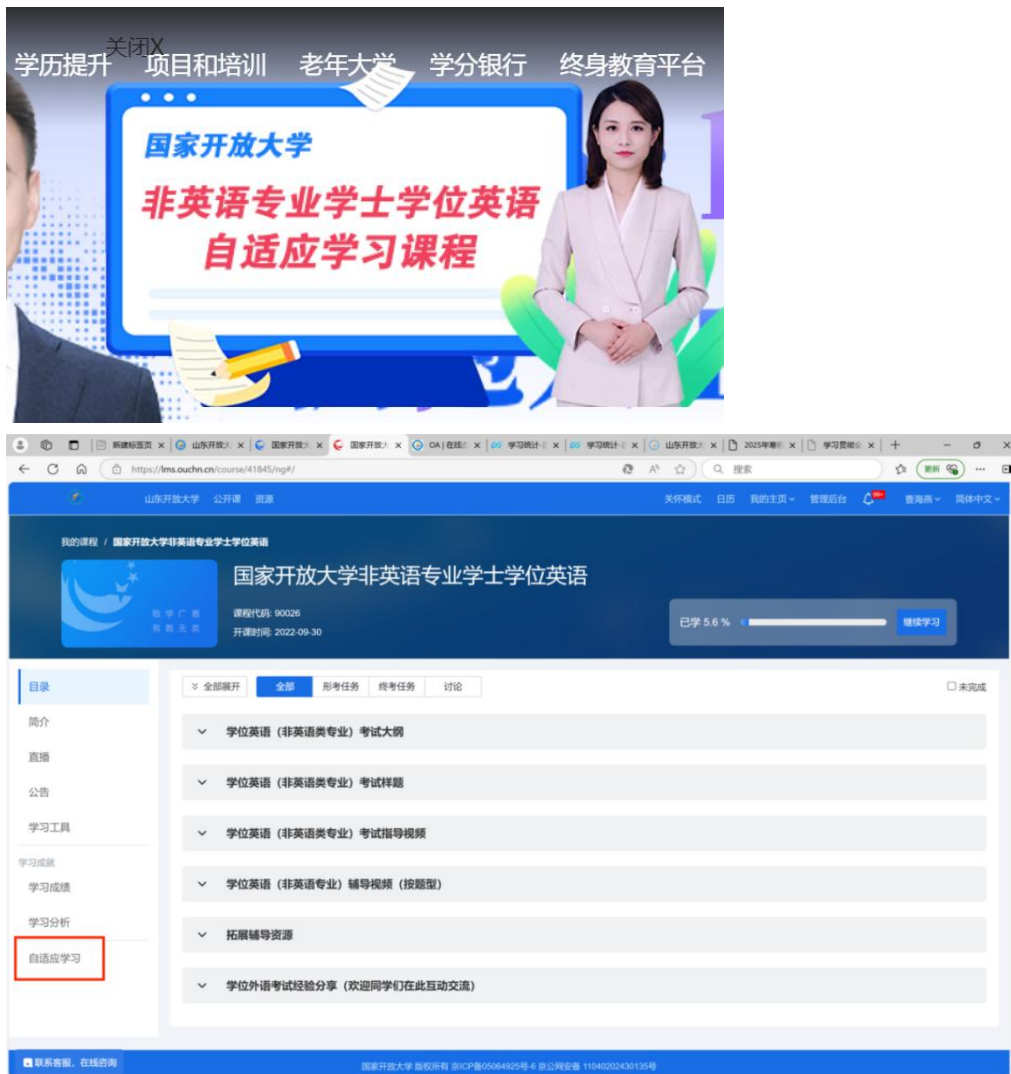 关闭X
学历提升 项目和培训 老年大学 学分银行 终身教育平台
国家开放大学
非英语专业学士学位英语
自适应学习课程
新建标签页 山东开放大 国家开放大 国家开放大 OA | 在线 学习统计 学习统计 山东开放大 2025年
https://lms.ouchn.cn/course/41845/ng#/ 搜索 更新
山东开放大学 公开课 资源 关怀模式 日历 我的主页 管理后台 简体中文
我的课程 / 国家开放大学非英语专业学士学位英语
国家开放大学非英语专业学士学位英语
敬学广惠
有教无类
课程代码: 90026
开课时间: 2022-09-30
已学 5.6 % 继续学习
目录
简介
直播
公告
学习工具
学习成就
学习成绩
学习分析
自适应学习
全部展开 全部 形考任务 终考任务 讨论 未完成
学位英语（非英语类专业）考试大纲
学位英语（非英语类专业）考试样题
学位英语（非英语类专业）考试指导视频
学位英语（非英语专业）辅导视频（按题型）
拓展辅导资源
学位外语考试经验分享（欢迎同学们在此互动交流）
联系客服，在线咨询
国家开放大学 版权所有 京ICP备05064925号-6 京公网安备 11040202430135号